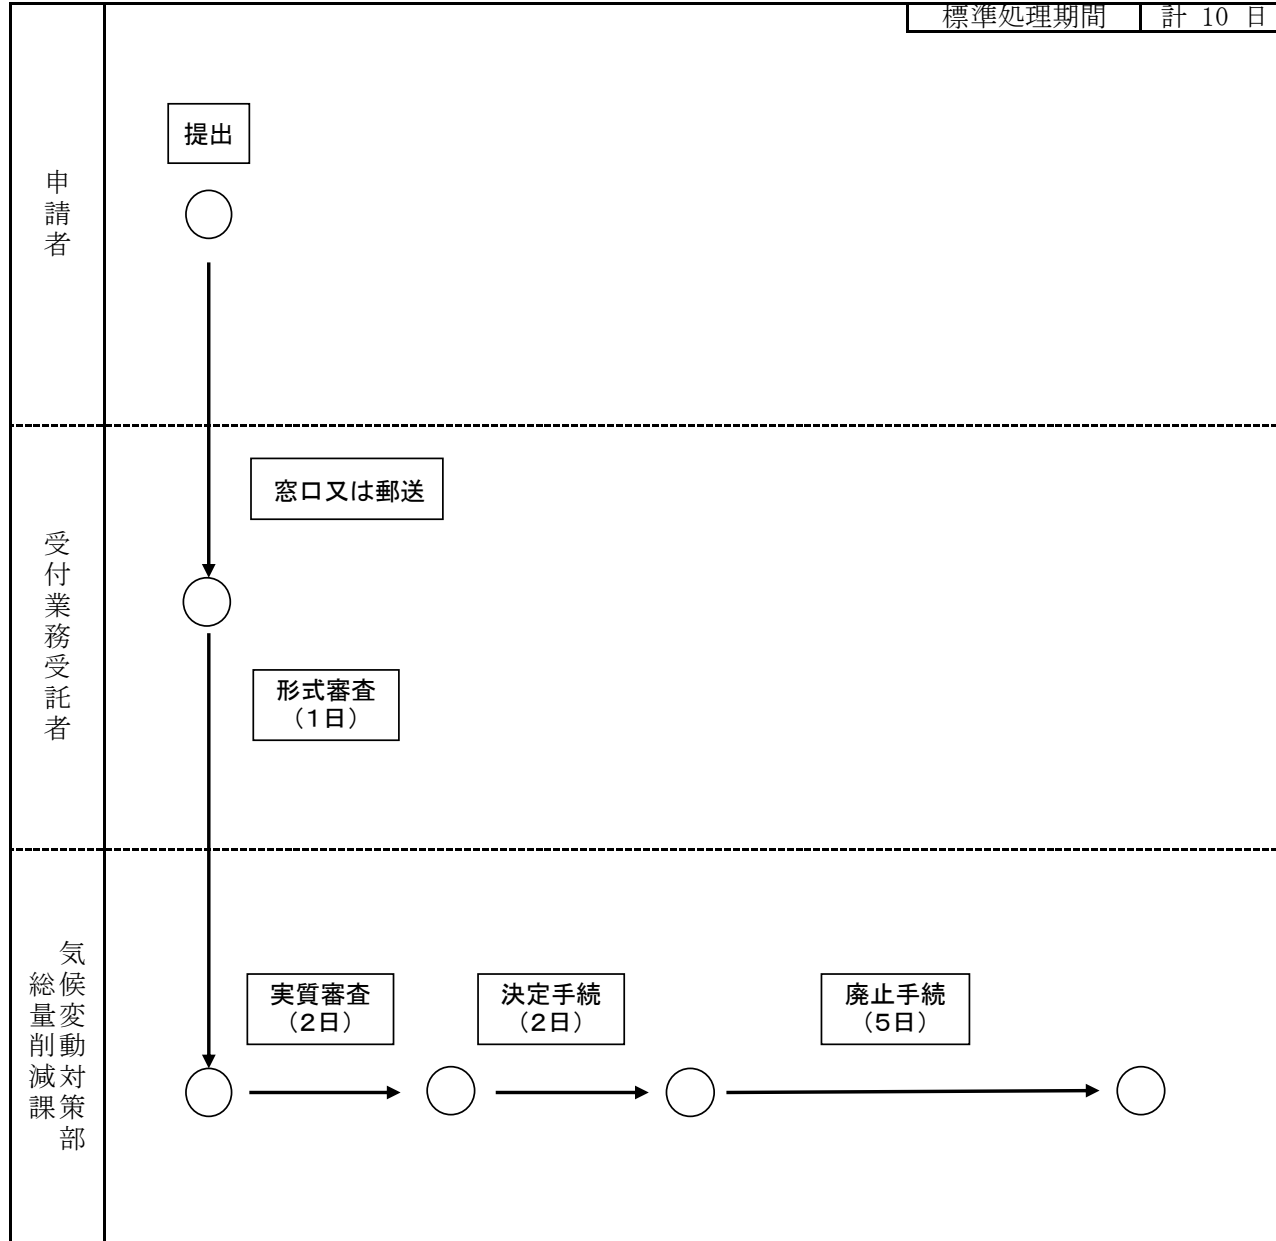 標準処理期間
計 10 日
提出
申請者
窓口又は郵送
受付業務受託者
形式審査
（1日）
気候変動対策部
総量削減課
実質審査
（2日）
決定手続
（2日）
廃止手続
（5日）